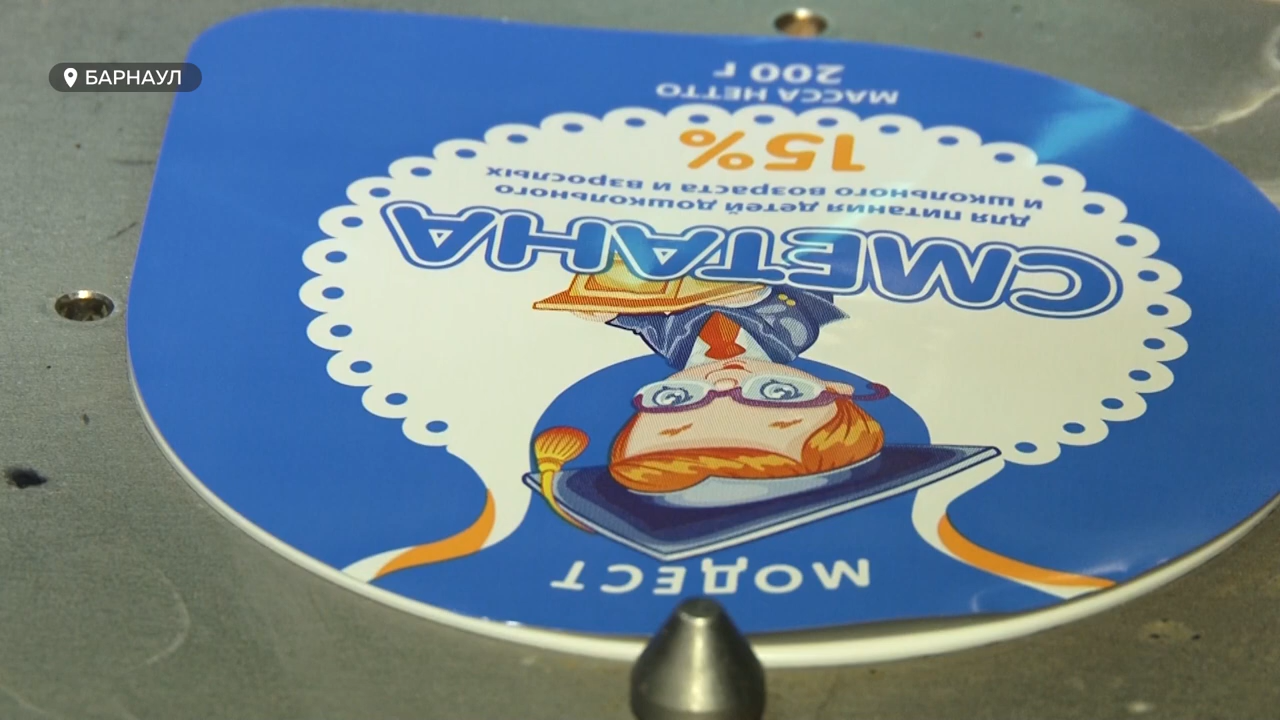 БАРНАУЛ
МОДЕСТ
СМЕТАНА
для питания детей дошкольного
и школьного возраста и взрослых
15%
МАССА НЕТТО
200 г